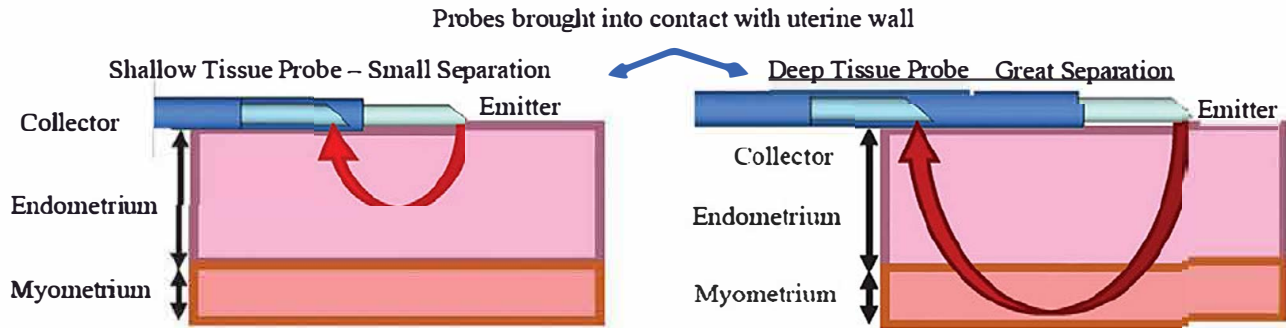 Probes brought into contact with uterine wall
Shallow Tissue Probe – Small Separation
Deep Tissue Probe Great Separation
Emitter
Collector
Endometrium
Myometrium
Emitter
Collector
Endometrium
Myometrium